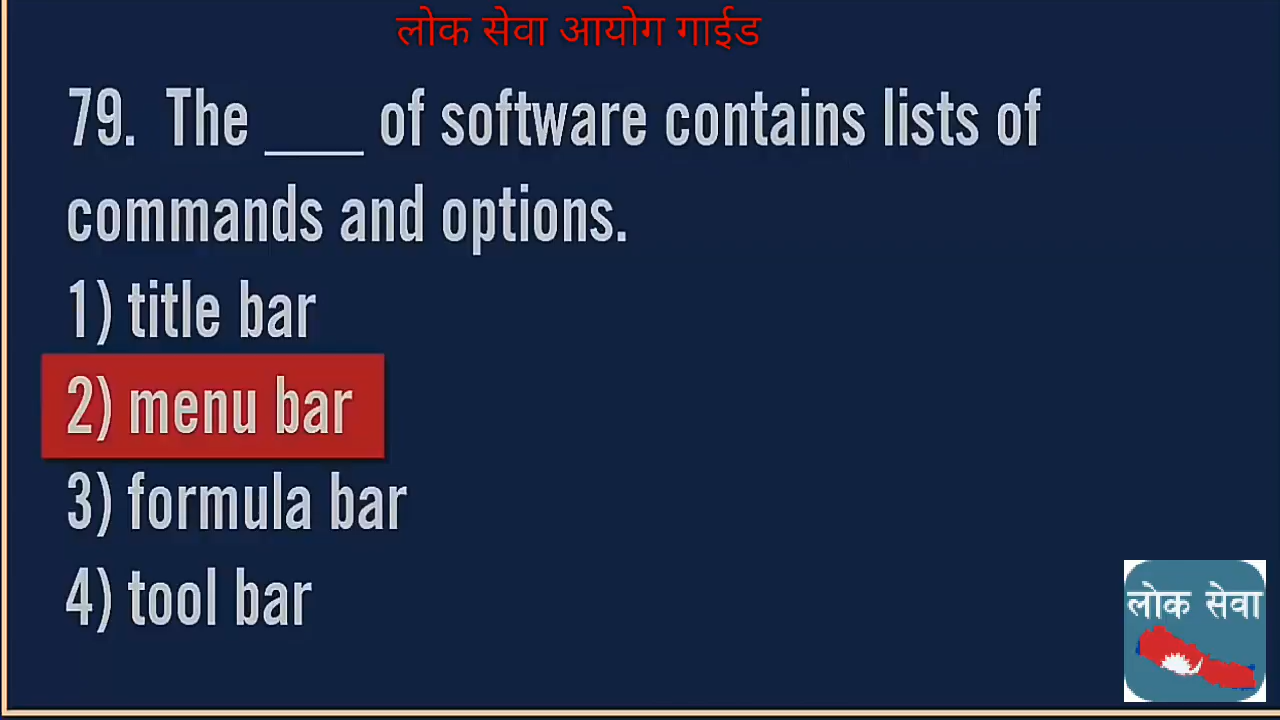 लोक सेवा आयोग गाईड
79. The ___ of software contains lists of
commands and options.
1) title bar
2) menu bar
3) formula bar
4) tool bar
लोक सेवा